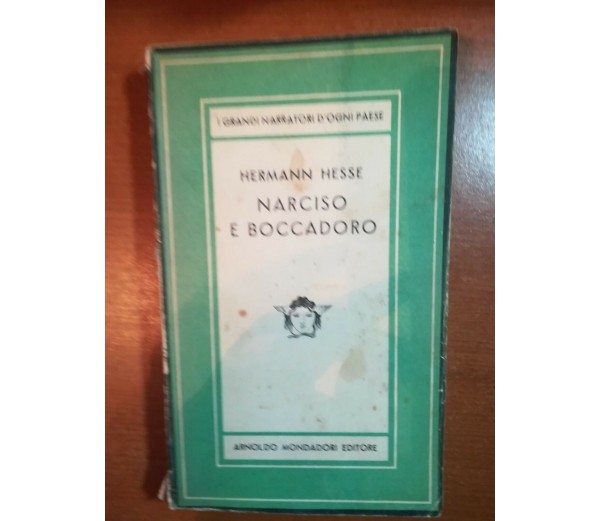 I GRANDI NARRATORI D'OGNI PAESE
HERMANN HESSE
NARCISO
E BOCCADORO
ARNOLDO MONDADORI EDITORE